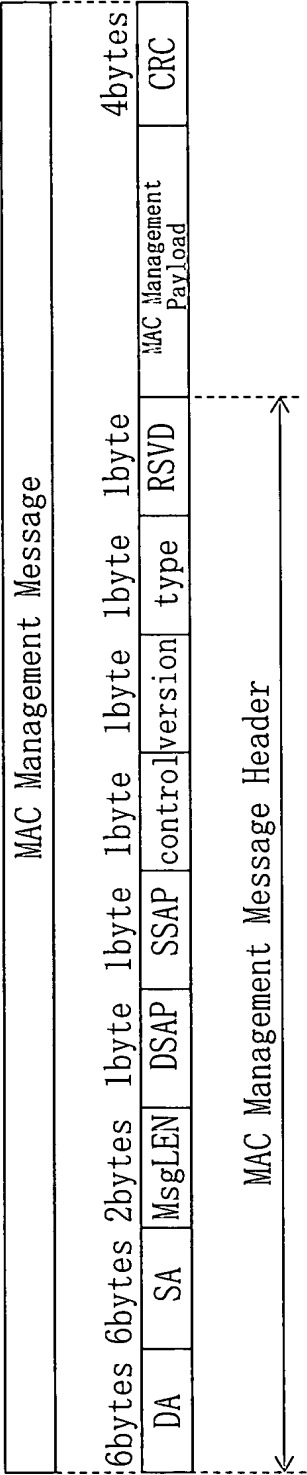 MAC Management Message
6bytes 6bytes 2bytes 1byte 1byte 1byte 1byte 1byte 1byte 4bytes
DA SA MsgLEN DSAP SSAP control version type RSVD MAC Management Payload CRC
MAC Management Message Header